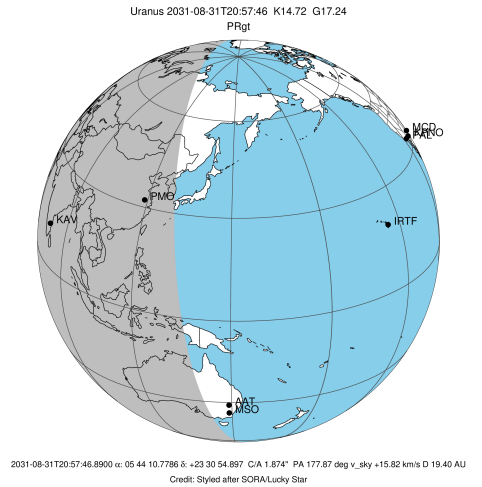 Uranus 2031-08-31T20:57:46 K14.72 G17.24
PRgt
MCD
PAL
PMO
KAV
IRTF
AAT
MSO
2031-08-31T20:57:46.8900 α: 05 44 10.7786 δ: +23 30 54.897 C/A 1.874" PA 177.87 deg v_sky +15.82 km/s D 19.40 AU
Credit: Styled after SORA/Lucky Star